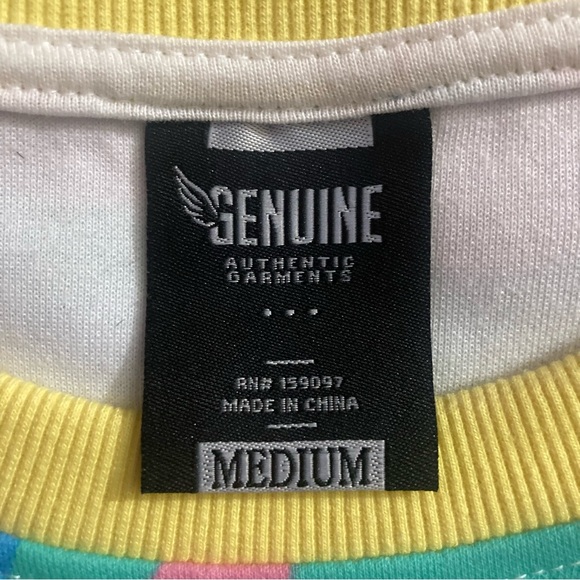 GENUINE
AUTHENTIC
GARMENTS
...
RN# 159097
MADE IN CHINA
MEDIUM